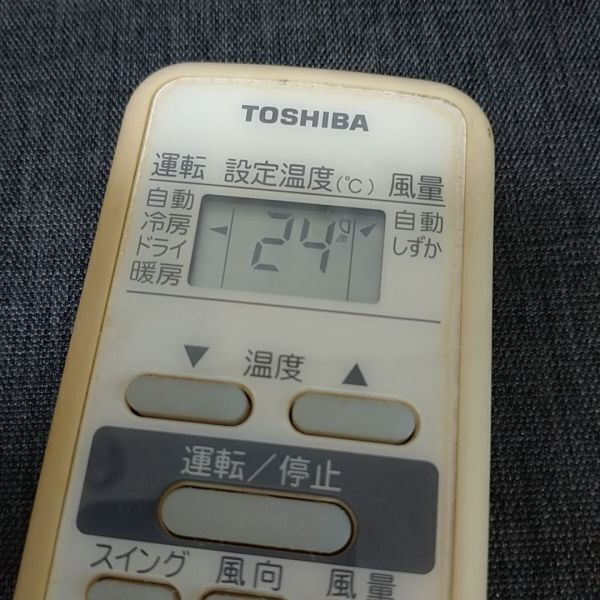 TOSHIBA
運転 設定温度(℃) 風量
自動
冷房
ドライ
暖房
24
自動
しずか
▼ 温度 ▲
運転/停止
スイング 風向 風量